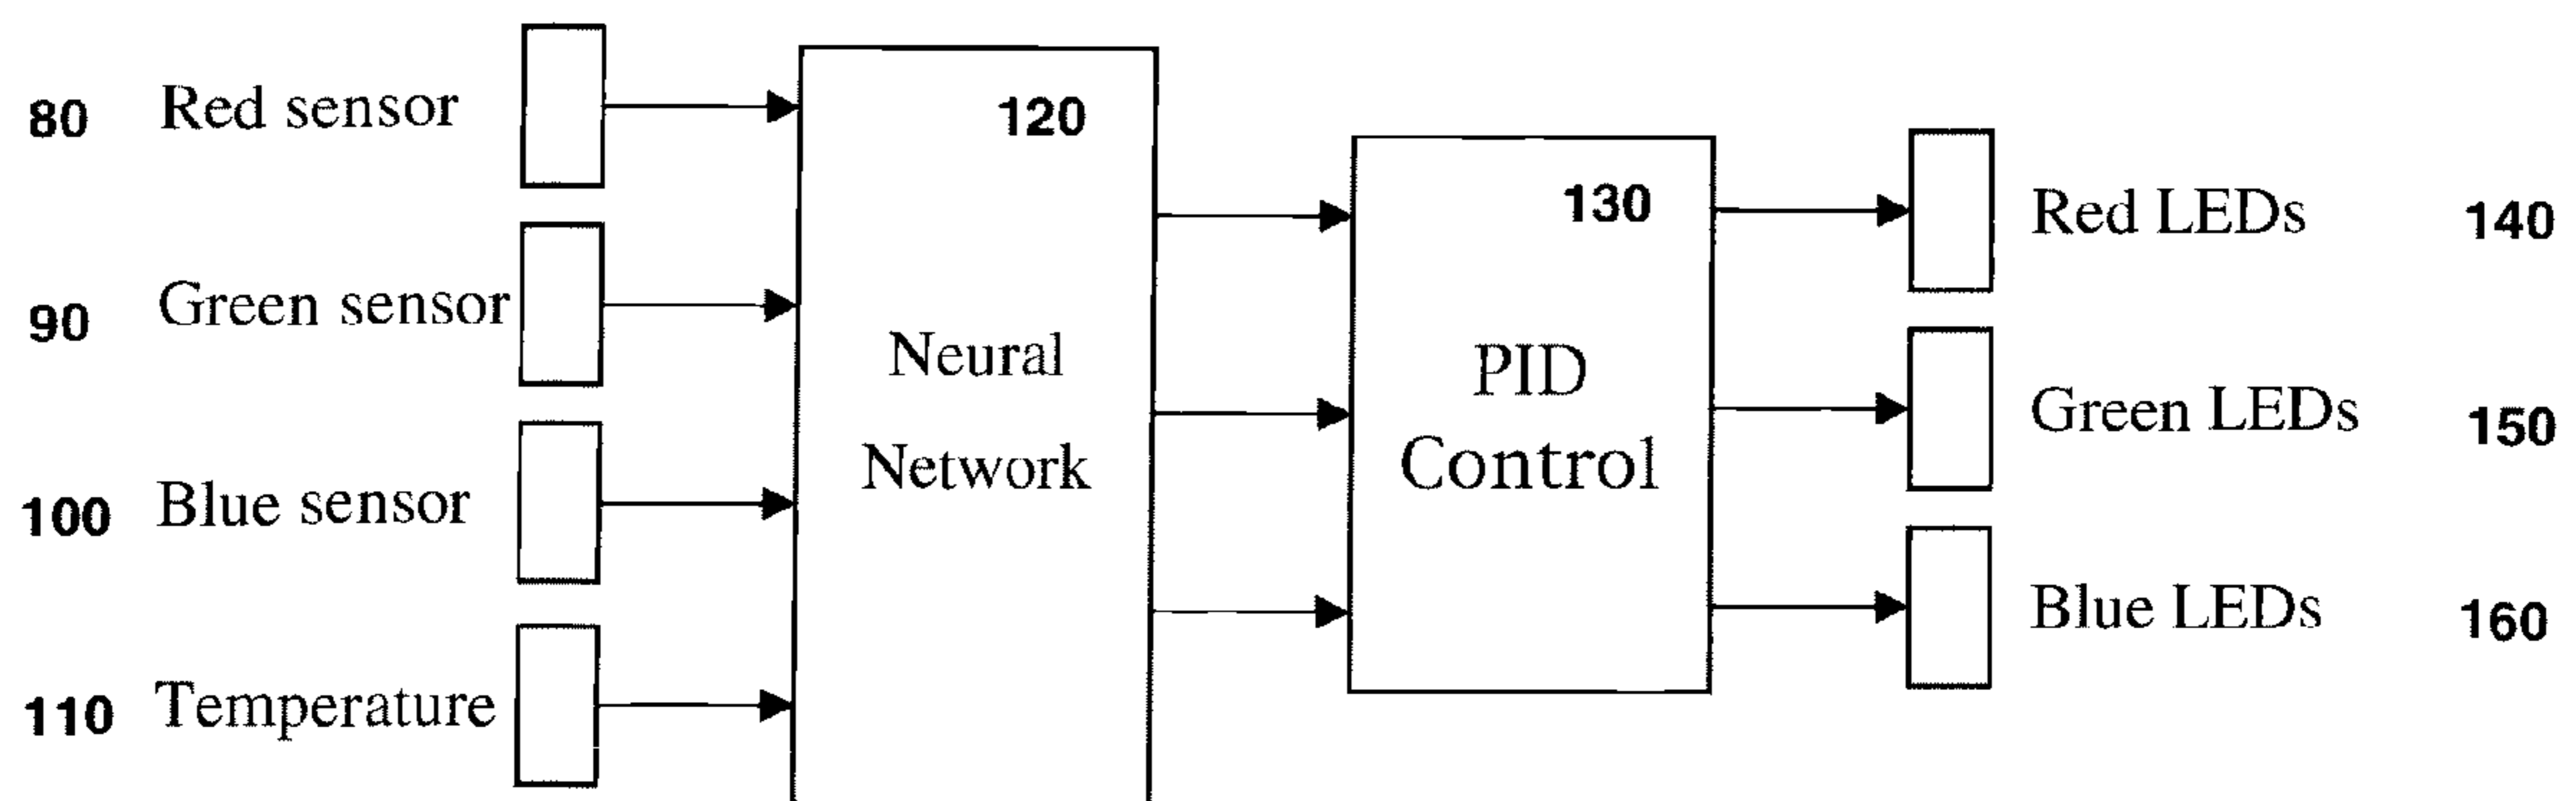 80 Red sensor
90 Green sensor
100 Blue sensor
110 Temperature
120
Neural
Network
130
PID
Control
Red LEDs 140
Green LEDs 150
Blue LEDs 160